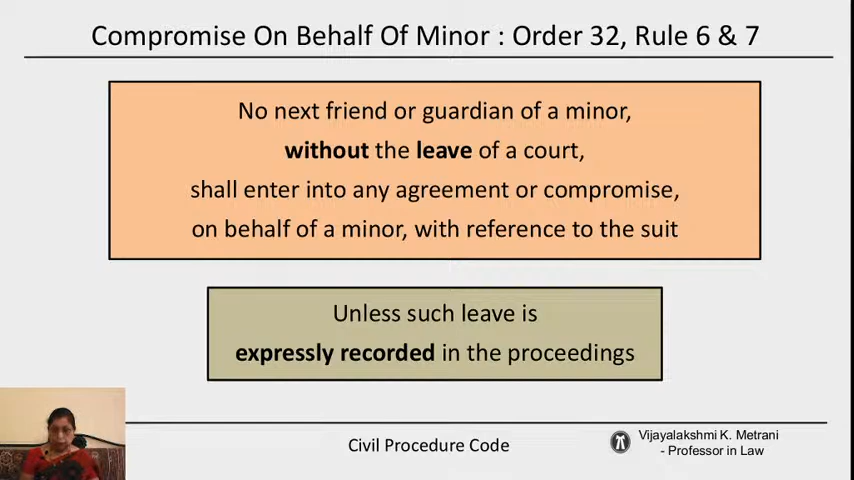 Compromise On Behalf Of Minor : Order 32, Rule 6 & 7
No next friend or guardian of a minor,
without the leave of a court,
shall enter into any agreement or compromise,
on behalf of a minor, with reference to the suit
Unless such leave is
expressly recorded in the proceedings
Civil Procedure Code
Vijayalakshmi K. Metrani
- Professor in Law